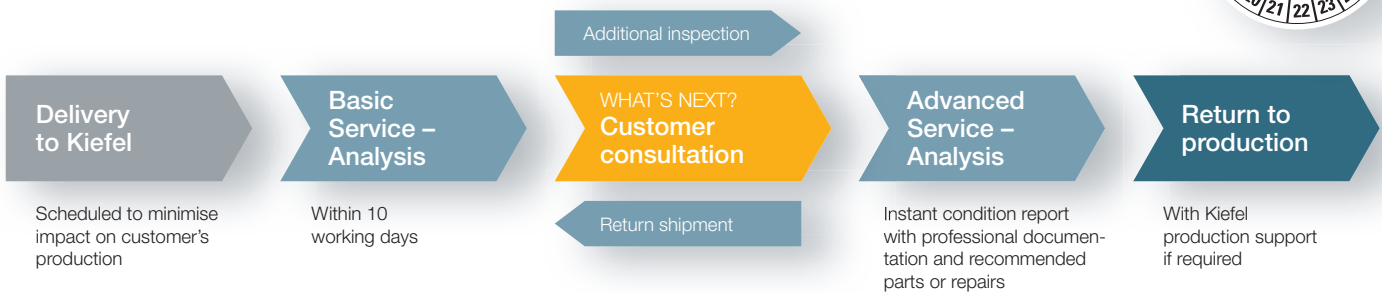 21 22 23
Additional inspection
Delivery
to Kiefel
Basic
Service –
Analysis
WHAT'S NEXT?
Customer
consultation
Advanced
Service –
Analysis
Return to
production
Return shipment
Scheduled to minimise
impact on customer's
production
Within 10
working days
Instant condition report
with professional documen-
tation and recommended
parts or repairs
With Kiefel
production support
if required